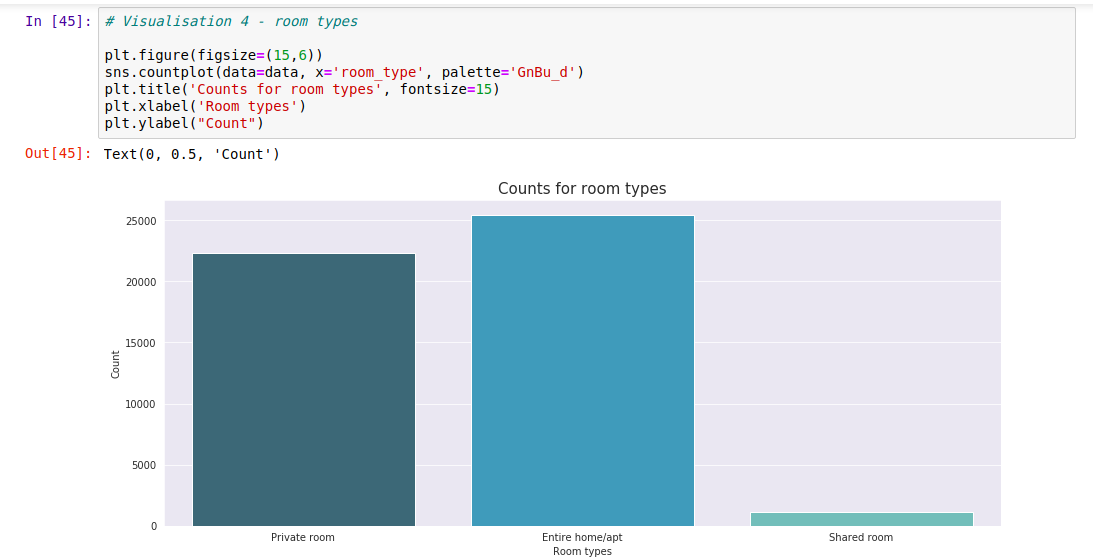 In [45]: # Visualisation 4 - room types
plt.figure(figsize=(15,6))
sns.countplot(data=data, x='room_type', palette='GnBu_d')
plt.title('Counts for room types', fontsize=15)
plt.xlabel('Room types')
plt.ylabel("Count")
Out[45]: Text(0, 0.5, 'Count')
Counts for room types
25000
20000
15000
10000
5000
0
Count
Private room Entire home/apt Shared room
Room types